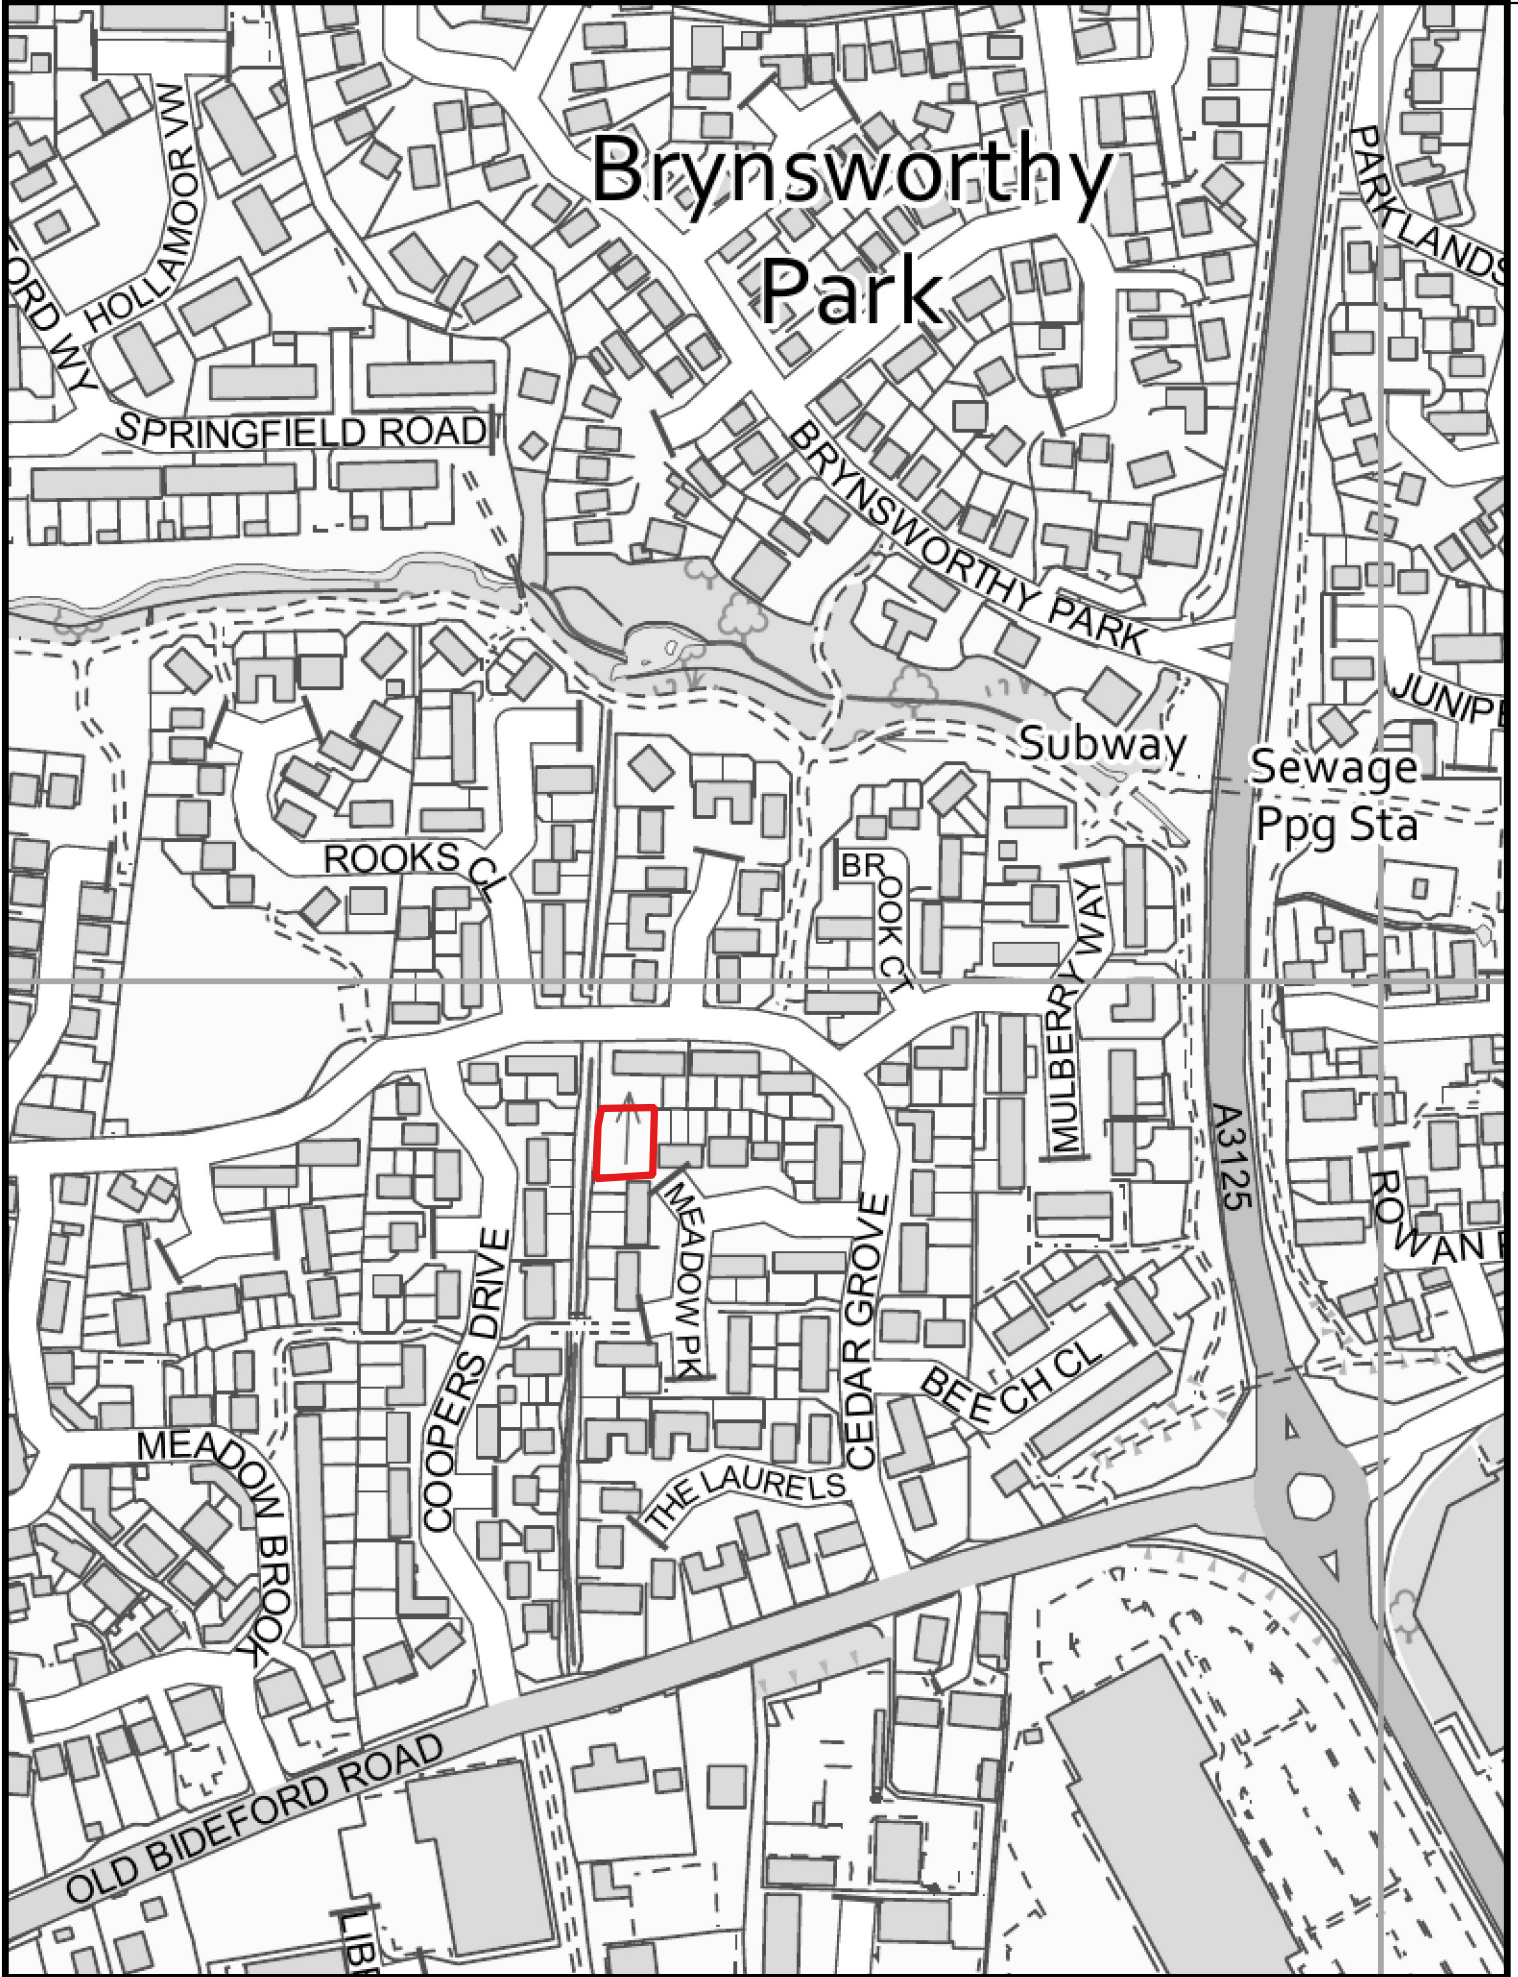 Brynsworthy
Park
PARKLANDS
HOLLAMOOR VW
FORD WY
SPRINGFIELD ROAD
BRYNSWORTHY PARK
JUNIPE
Subway
Sewage
Ppg Sta
ROOKS CL
BROOK CT
MULBERRY WAY
A3125
ROWAN
MEADOW PK
CEDAR GROVE
COOPERS DRIVE
BEECH CL
MEADOW BROOK
THE LAURELS
OLD BIDEFORD ROAD
LIB